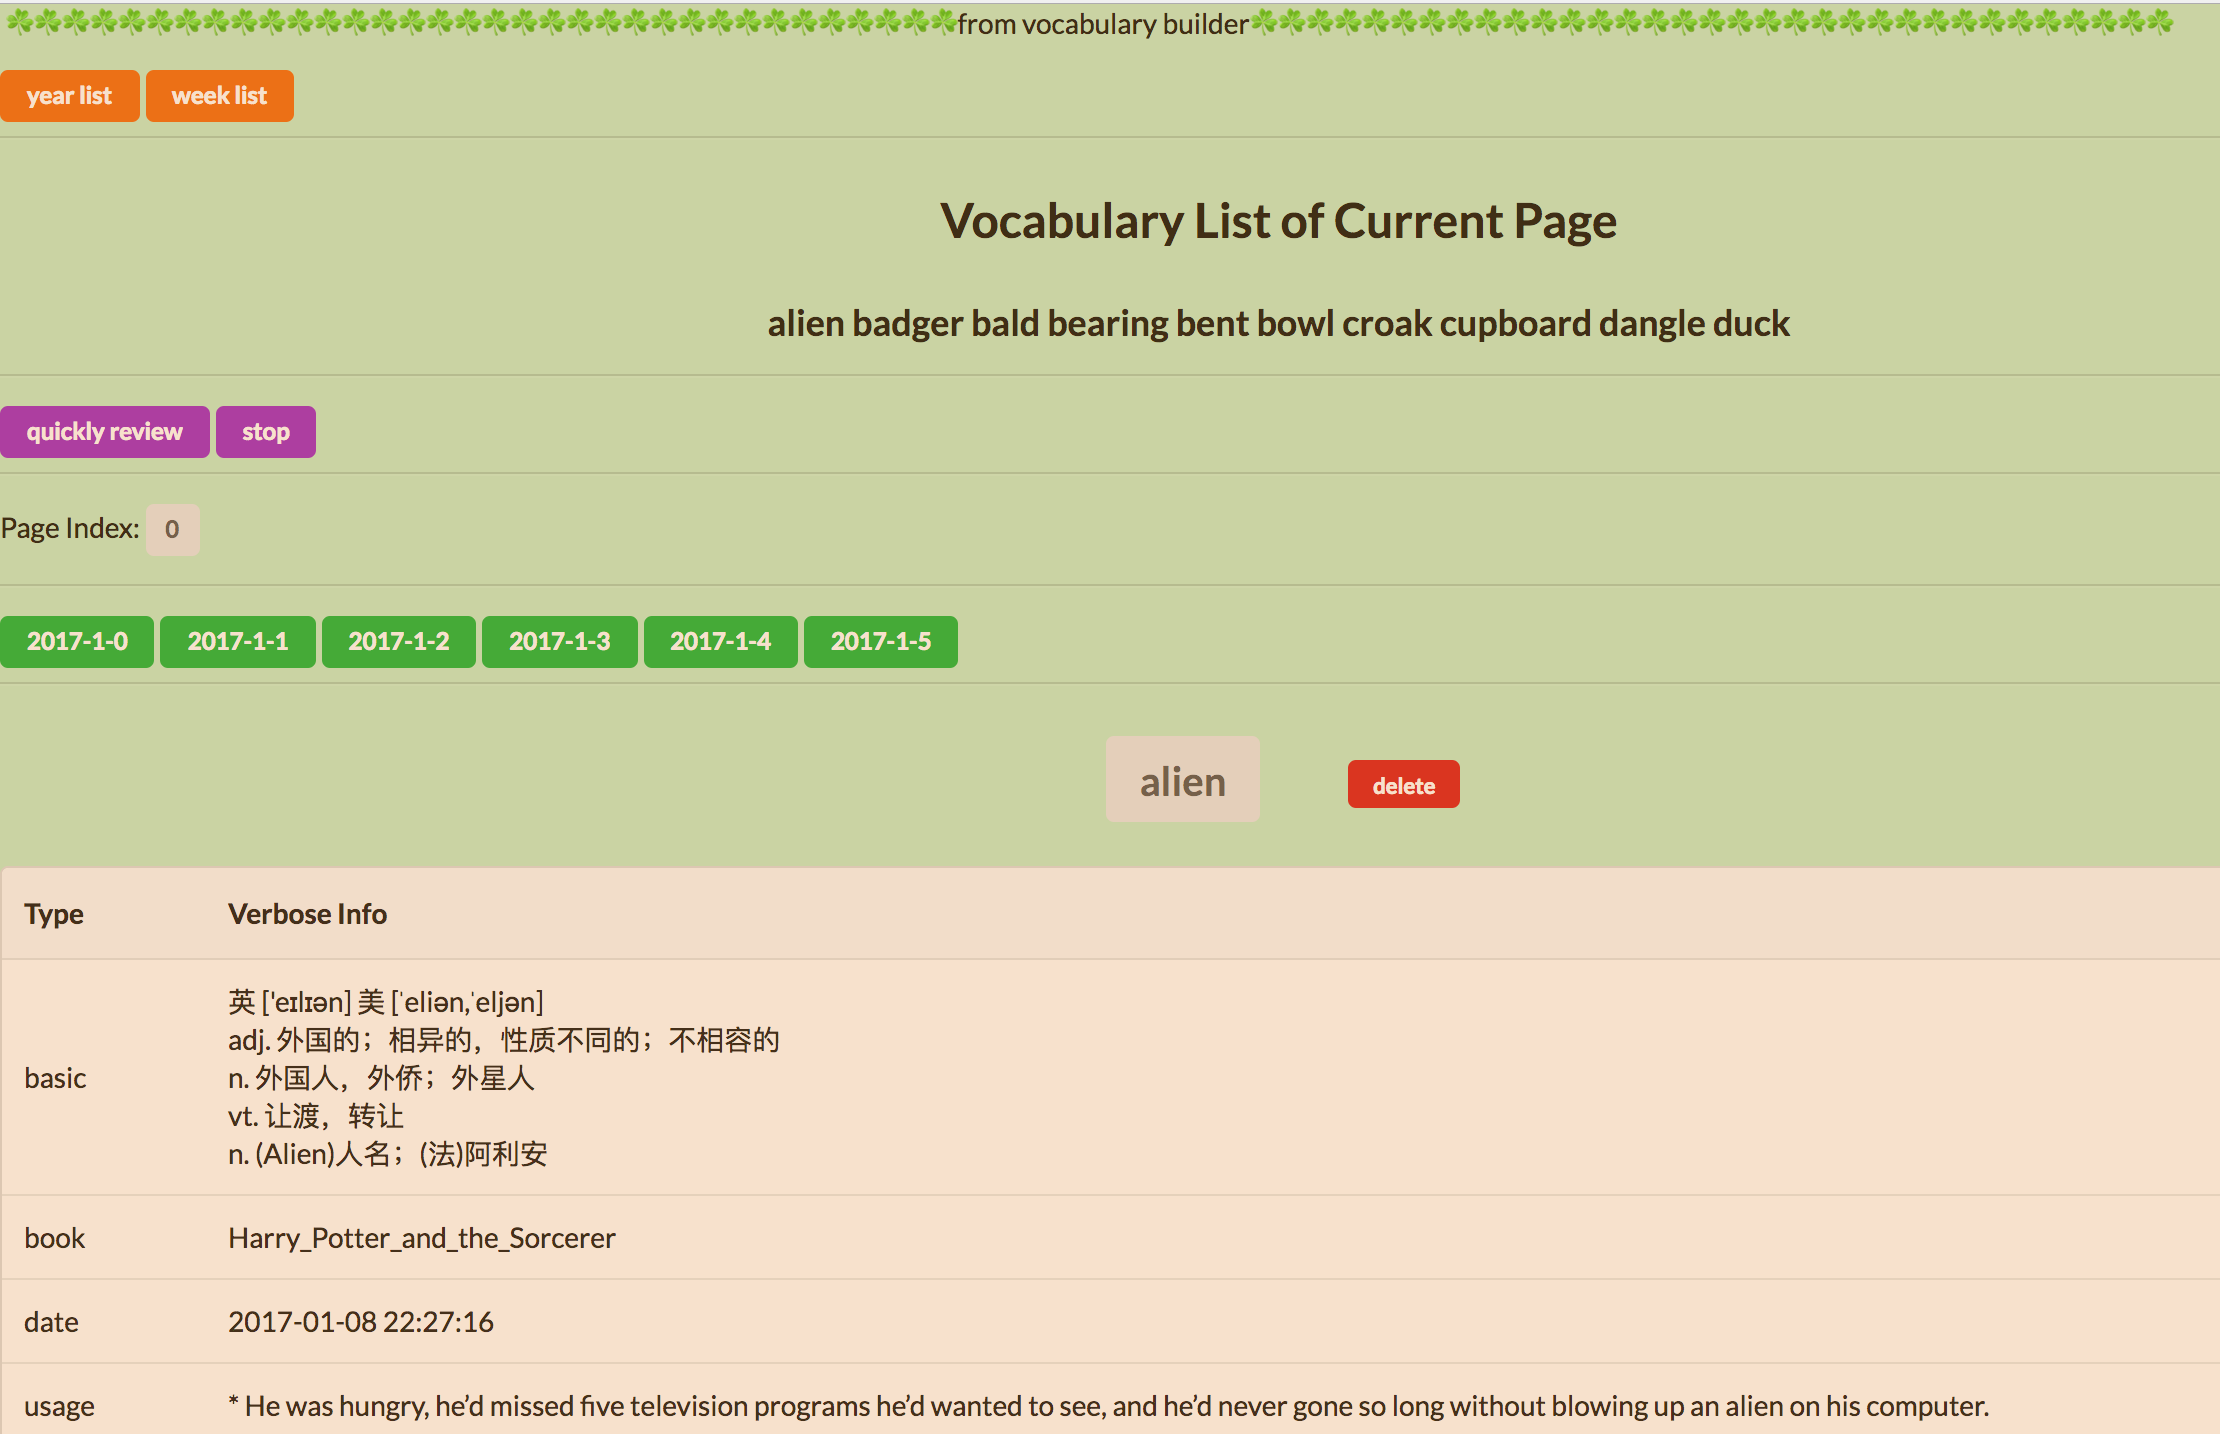 from vocabulary builder
year list week list
Vocabulary List of Current Page
alien badger bald bearing bent bowl croak cupboard dangle duck
quickly review stop
Page Index: 0
2017-1-0 2017-1-1 2017-1-2 2017-1-3 2017-1-4 2017-1-5
alien delete
Type Verbose Info
basic
英 ['eɪlɪən] 美 [ˈeliən,ˈeljən]
adj. 外国的；相异的，性质不同的；不相容的
n. 外国人，外侨；外星人
vt. 让渡，转让
n. (Alien)人名；(法)阿利安
book Harry_Potter_and_the_Sorcerer
date 2017-01-08 22:27:16
usage * He was hungry, he’d missed five television programs he’d wanted to see, and he’d never gone so long without blowing up an alien on his computer.